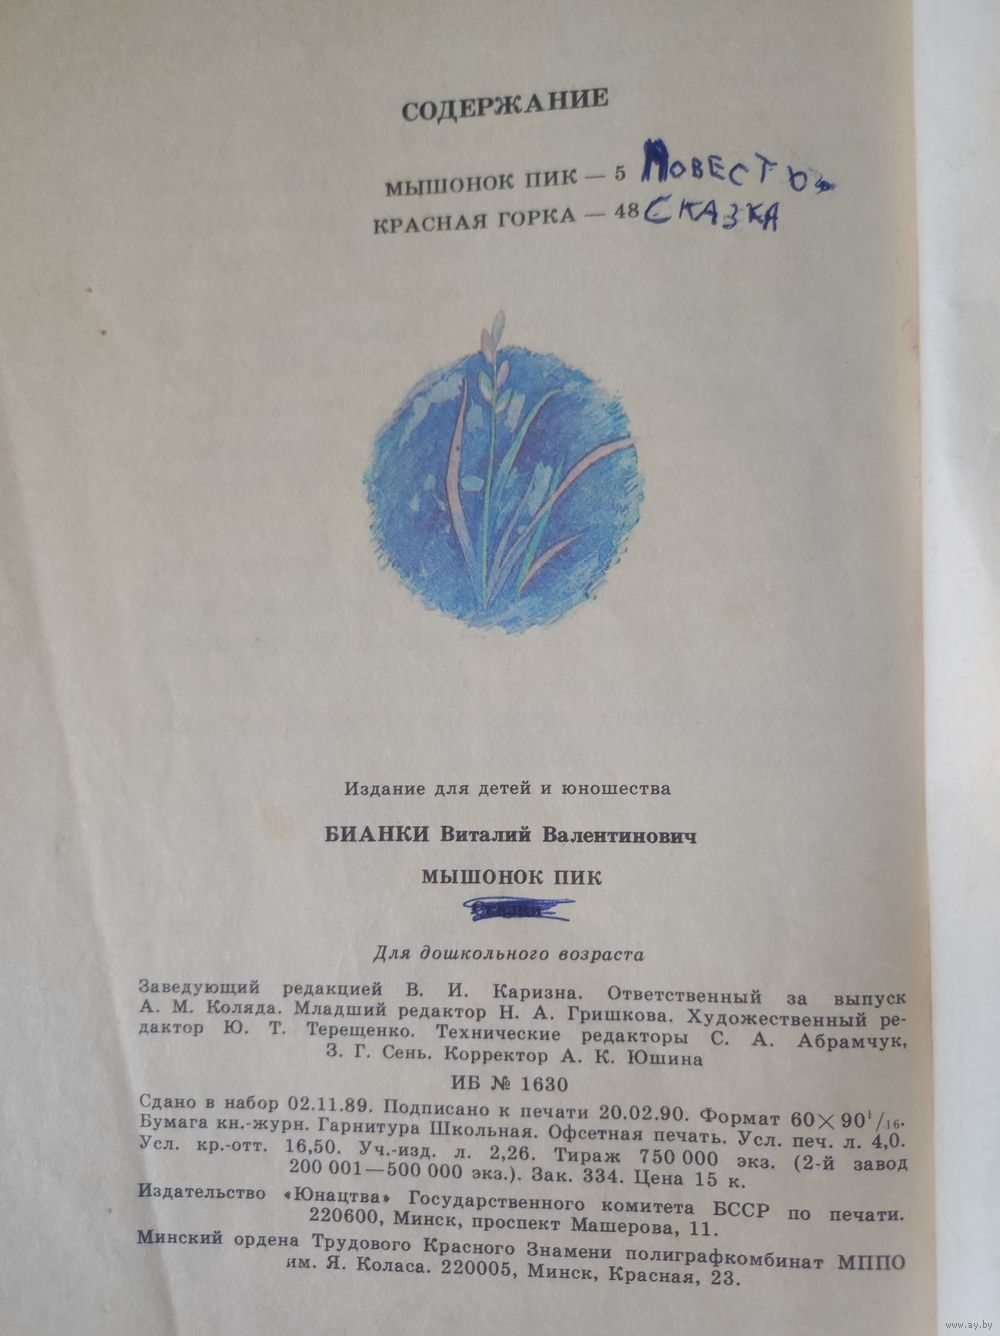 СОДЕРЖАНИЕ
МЫШОНОК ПИК — 5 ПОВЕСТЬ
КРАСНАЯ ГОРКА — 48 СКАЗКА
Издание для детей и юношества
БИАНКИ Виталий Валентинович
МЫШОНОК ПИК
Для дошкольного возраста
Заведующий редакцией В. И. Каризна. Ответственный за выпуск
А. М. Коляда. Младший редактор Н. А. Гришкова. Художественный ре-
дактор Ю. Т. Терещенко. Технические редакторы С. А. Абрамчук,
З. Г. Сень. Корректор А. К. Юшина
ИБ № 1630
Сдано в набор 02.11.89. Подписано к печати 20.02.90. Формат 60×90¹/₁₆.
Бумага кн.-журн. Гарнитура Школьная. Офсетная печать. Усл. печ. л. 4,0.
Усл. кр.-отт. 16,50. Уч.-изд. л. 2,26. Тираж 750 000 экз. (2-й завод
200 001—500 000 экз.). Зак. 334. Цена 15 к.
Издательство «Юнацтва» Государственного комитета БССР по печати.
220600, Минск, проспект Машерова, 11.
Минский ордена Трудового Красного Знамени полиграфкомбинат МППО
им. Я. Коласа. 220005, Минск, Красная, 23.
www.ay.by